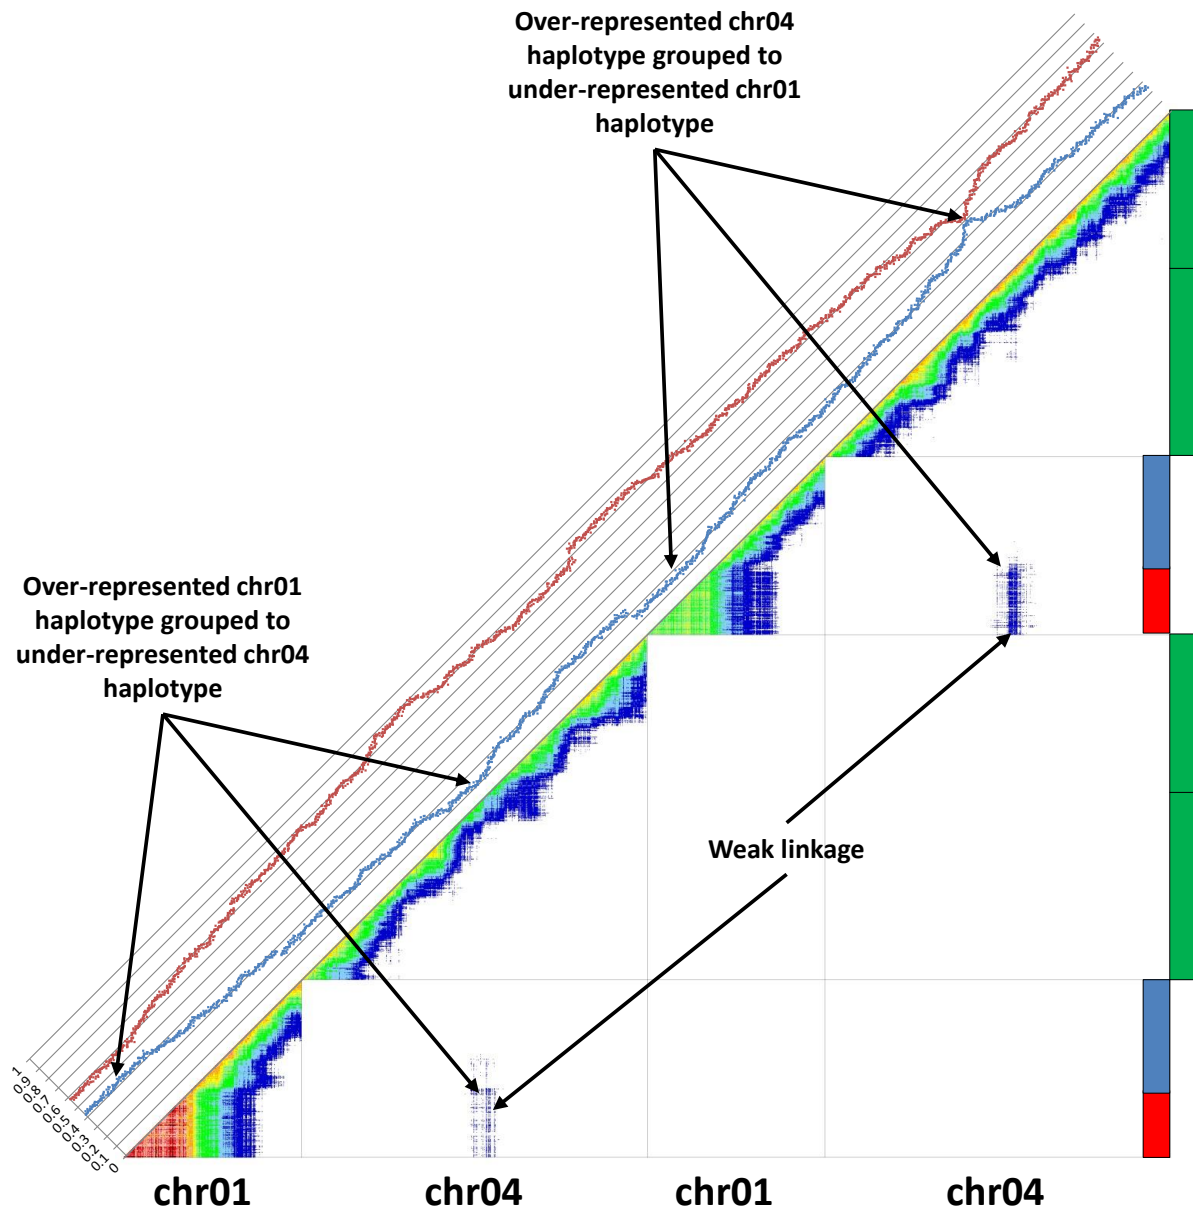 Over-represented chr04
haplotype grouped to
under-represented chr01
haplotype
Over-represented chr01
haplotype grouped to
under-represented chr04
haplotype
Weak linkage
1
0.9
0.8
0.7
0.6
0.5
0.4
0.3
0.2
0.1
0
chr01
chr04
chr01
chr04